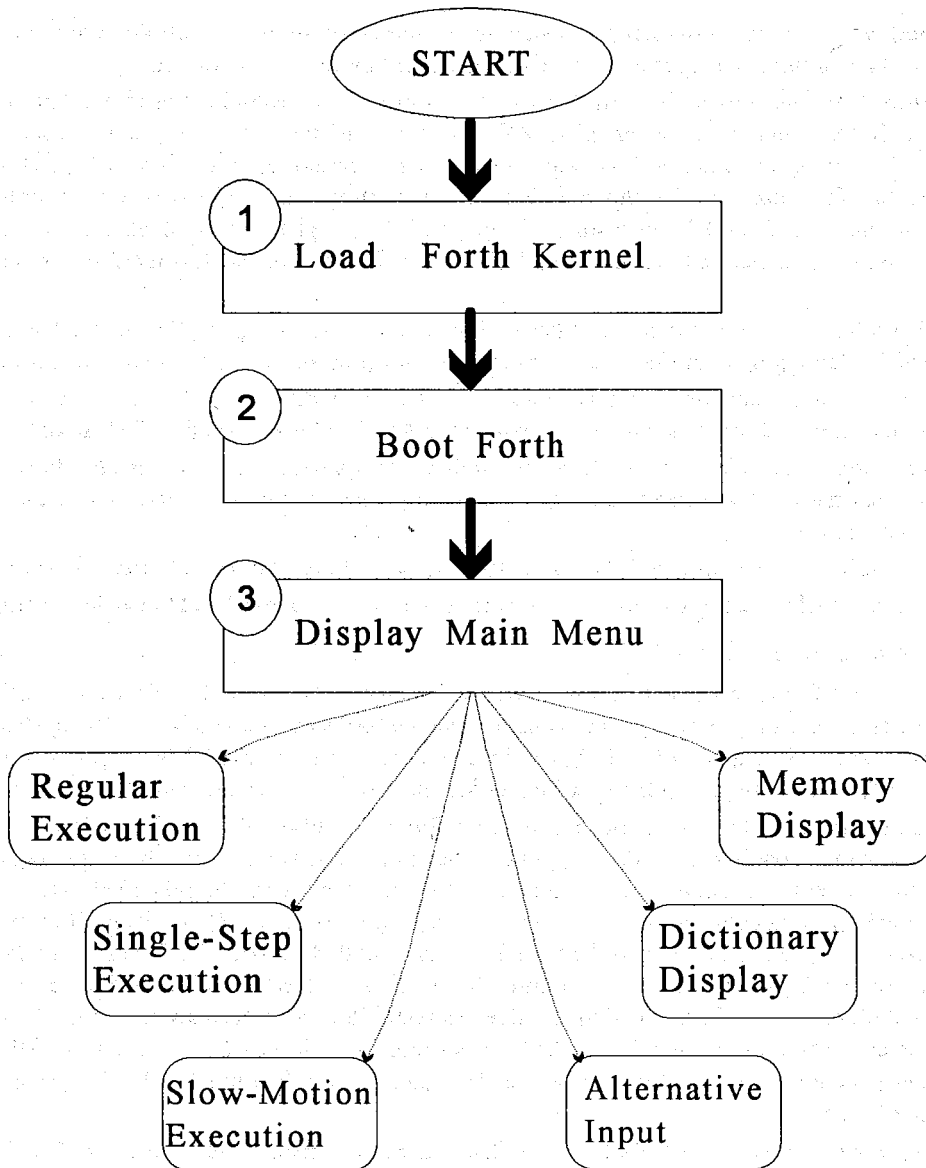 START
1
Load Forth Kernel
2
Boot Forth
3
Display Main Menu
Regular
Execution
Memory
Display
Single-Step
Execution
Dictionary
Display
Slow-Motion
Execution
Alternative
Input